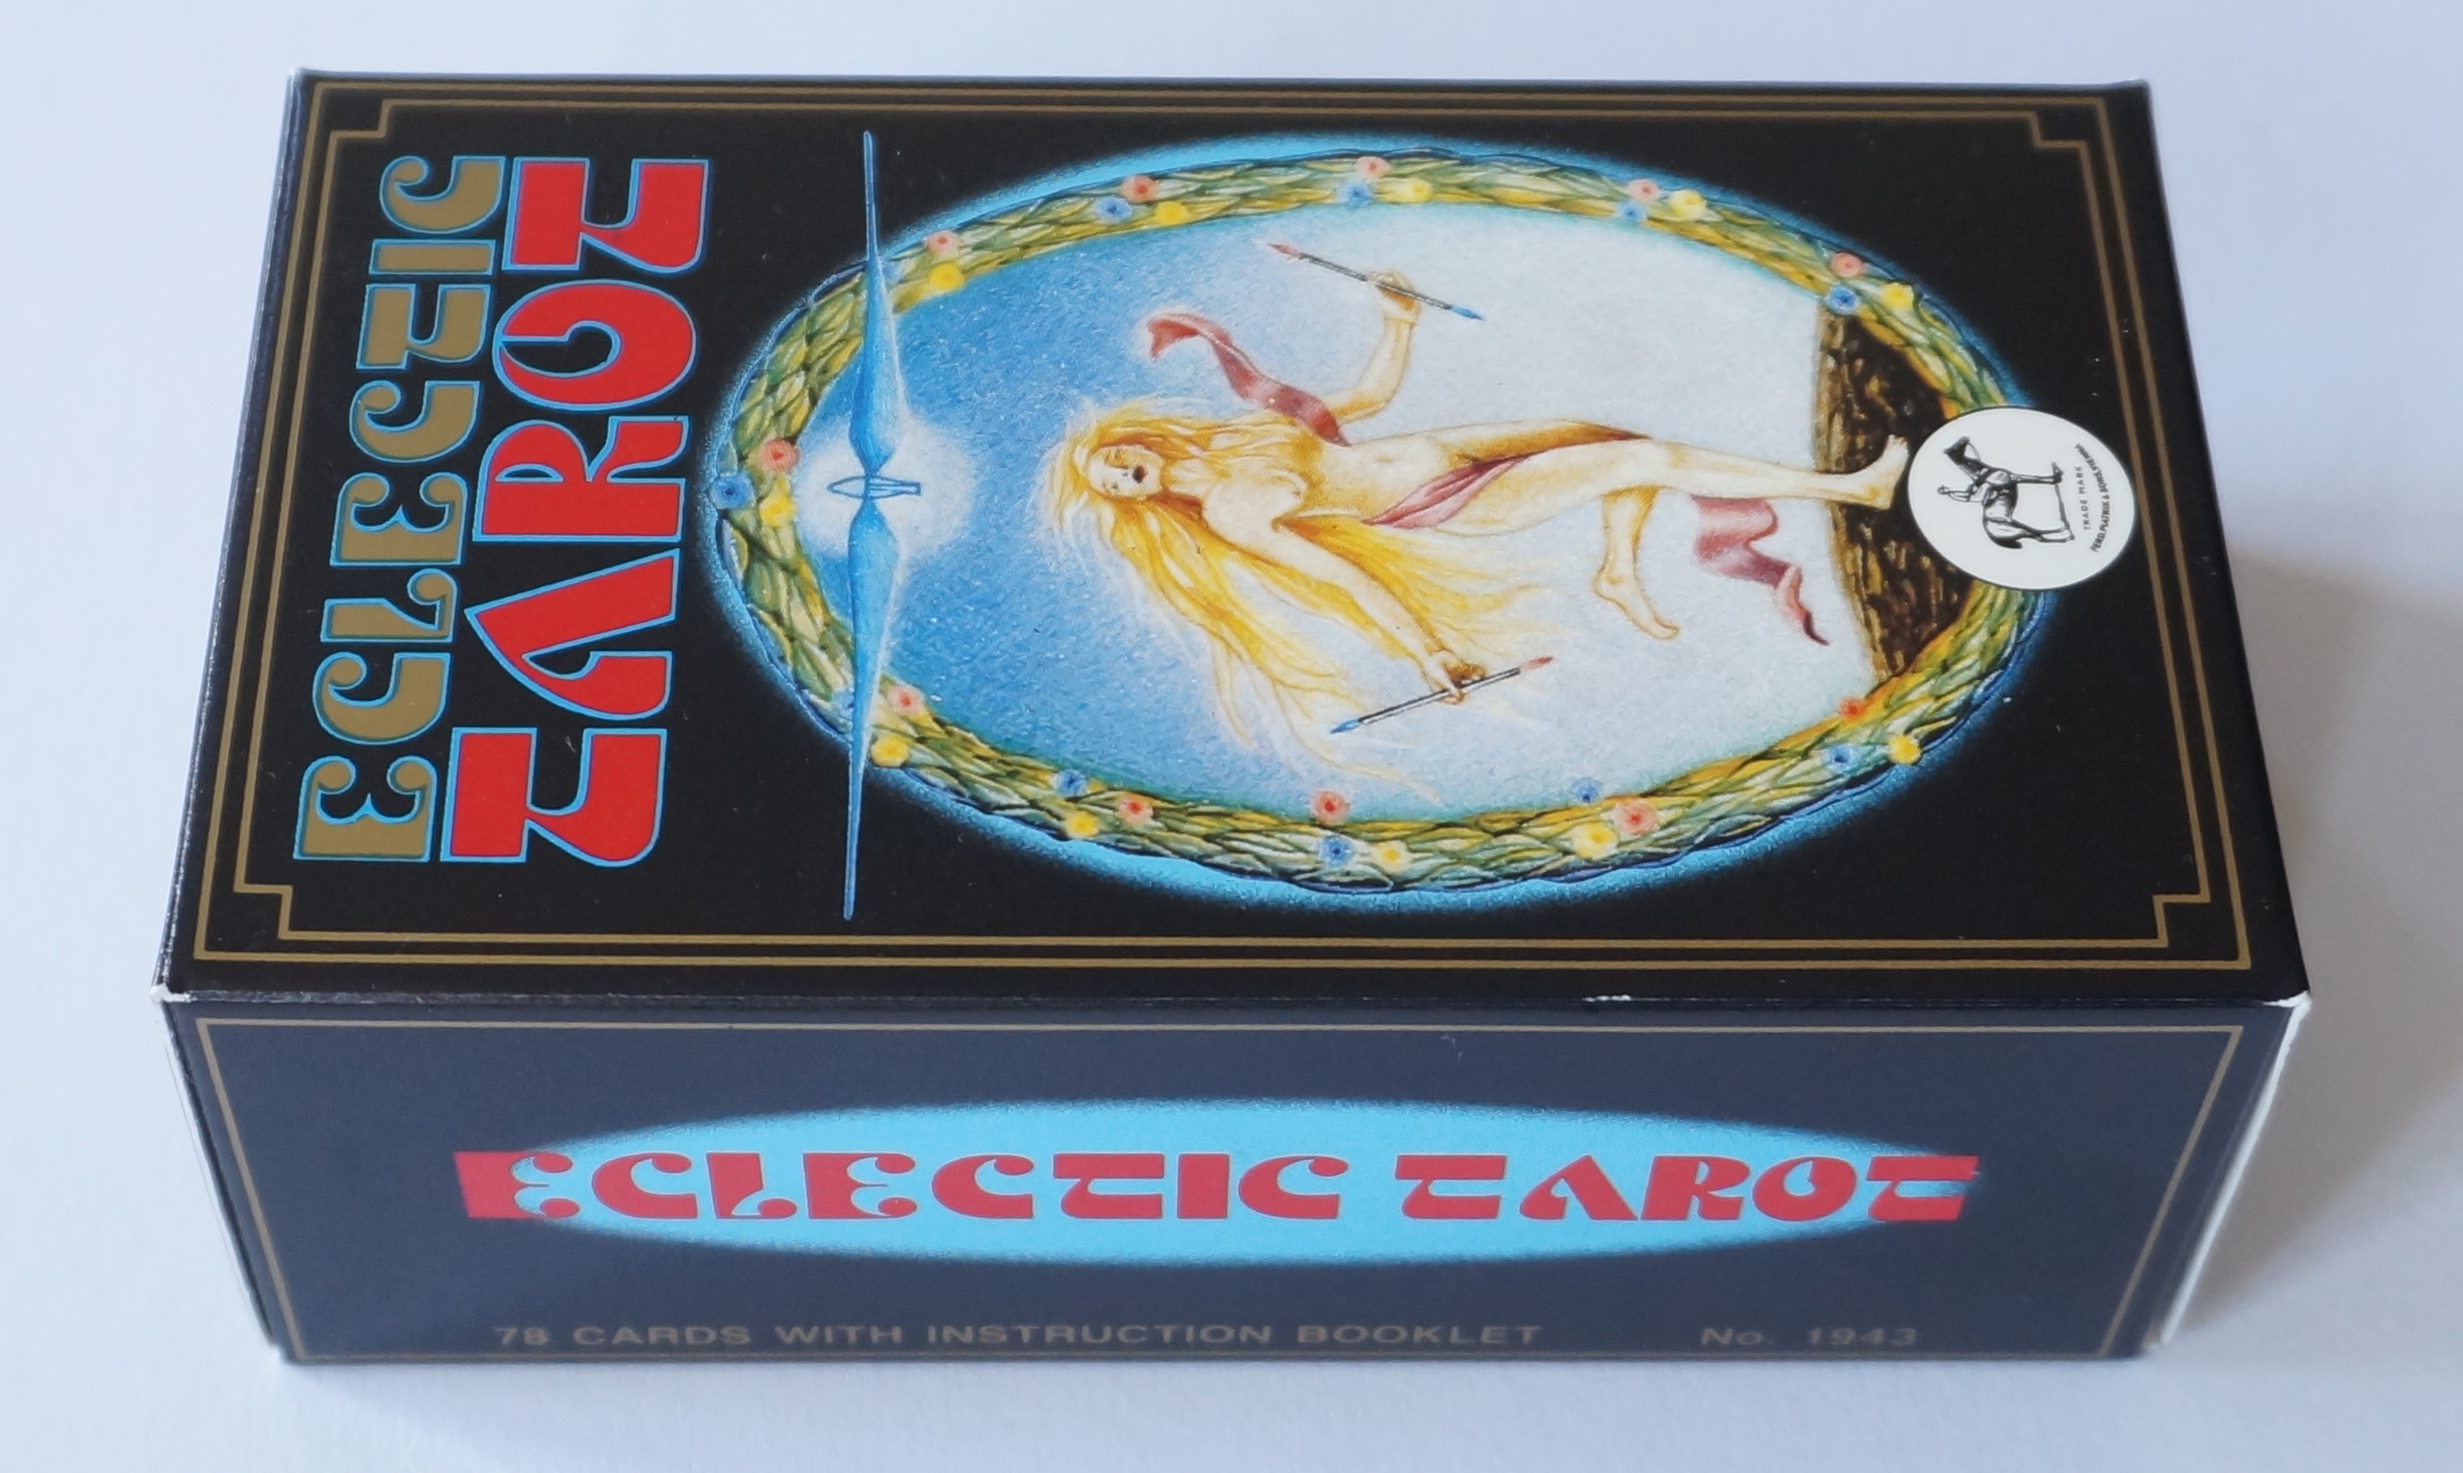 ECLECTIC
TAROT
TRADE MARK
ECLECTIC TAROT
78 CARDS WITH INSTRUCTION BOOKLET No. 1943